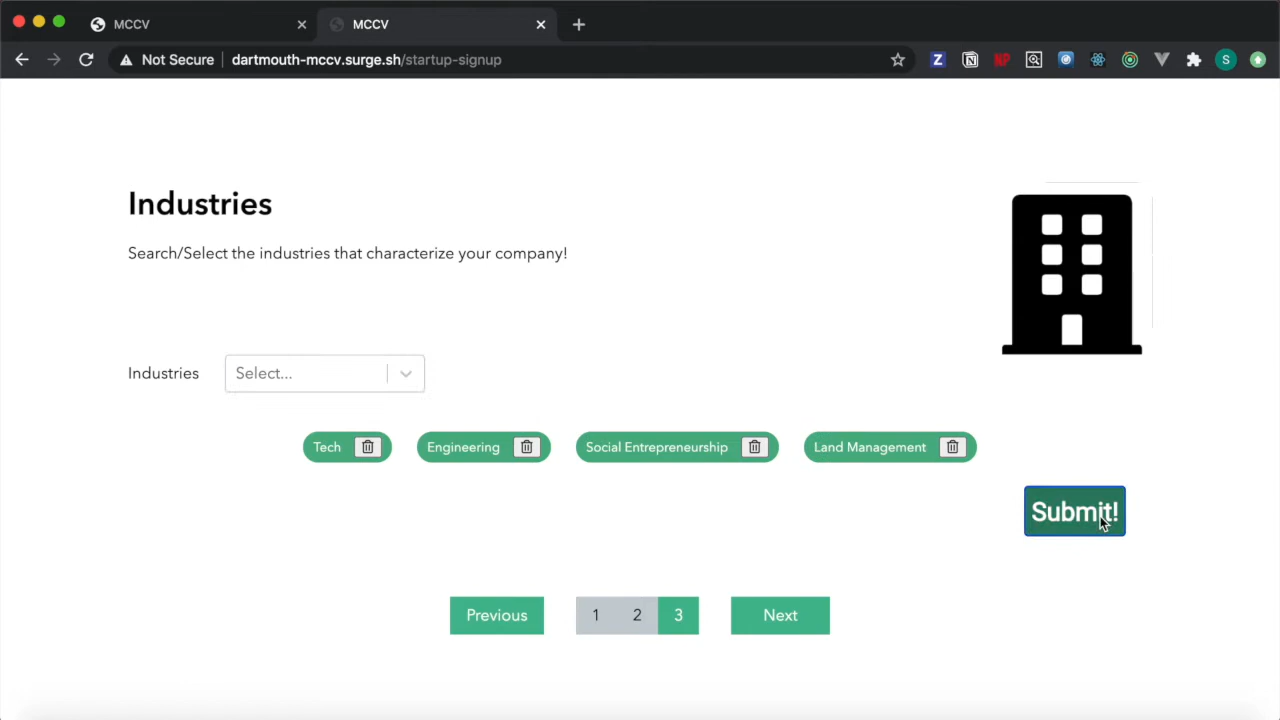 MCCV
MCCV
Not Secure
dartmouth-mccv.surge.sh/startup-signup
Z
N
NP
S
Industries
Search/Select the industries that characterize your company!
Industries
Select...
Tech
Engineering
Social Entrepreneurship
Land Management
Submit!
Previous
1
2
3
Next